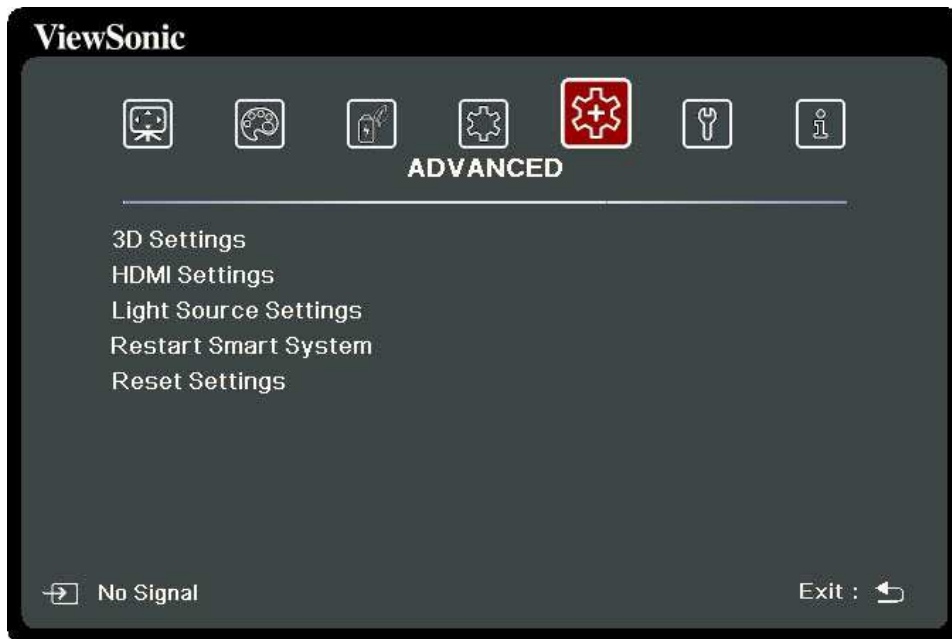 ViewSonic
ADVANCED
3D Settings
HDMI Settings
Light Source Settings
Restart Smart System
Reset Settings
No Signal
Exit :